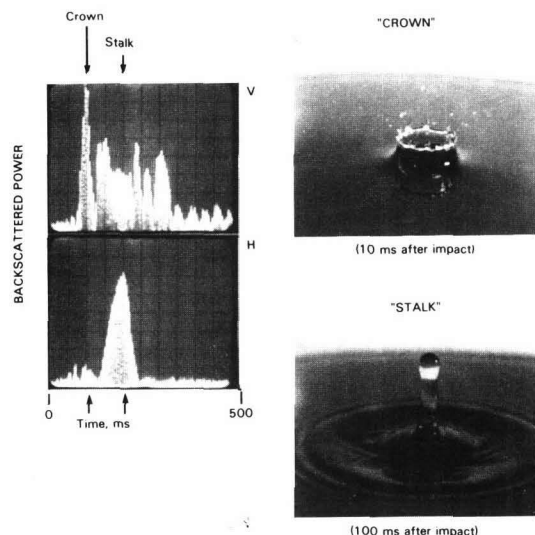 Crown
Stalk
V
BACKSCATTERED POWER
H
0
500
Time, ms
"CROWN"
(10 ms after impact)
"STALK"
(100 ms after impact)